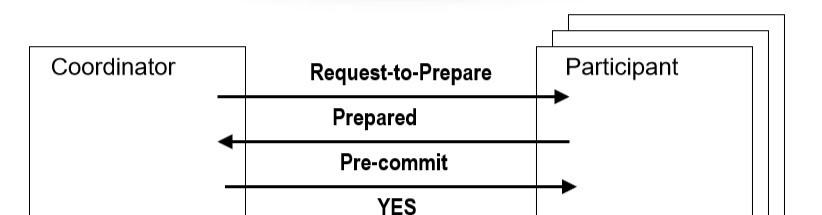 Coordinator
Participant
Request-to-Prepare
Prepared
Pre-commit
YES